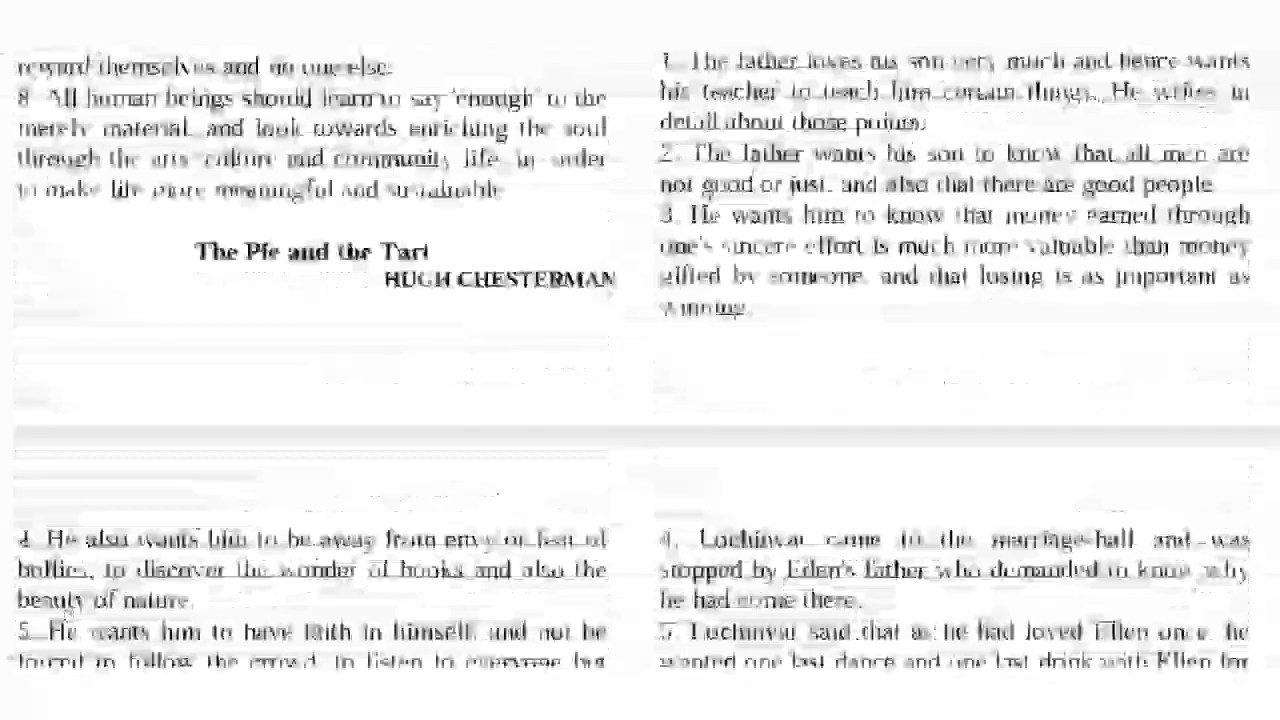 reward themselves and no one else.
8. All human beings should learn to say 'enough' to the
merely material, and look towards enriching the soul
through the arts, culture and community life, in order
to make life more meaningful and sustainable.
The Pie and the Tart
HUGH CHESTERMAN
1. The father loves his son very much and hence wants
his teacher to teach him certain things. He writes in
detail about those points.
2. The father wants his son to know that all men are
not good or just, and also that there are good people.
3. He wants him to know that money earned through
one's sincere effort is much more valuable than money
gifted by someone, and that losing is as important as
winning.
4. He also wants him to be away from envy or fear of
bullies, to discover the wonder of books and also the
beauty of nature.
5. He wants him to have faith in himself, and not be
forced to follow the crowd, to listen to everyone but
4. Lochinvar came to the marriage-hall and was
stopped by Ellen's father who demanded to know why
he had come there.
5. Lochinvar said that as he had loved Ellen once, he
wanted one last dance and one last drink with Ellen for